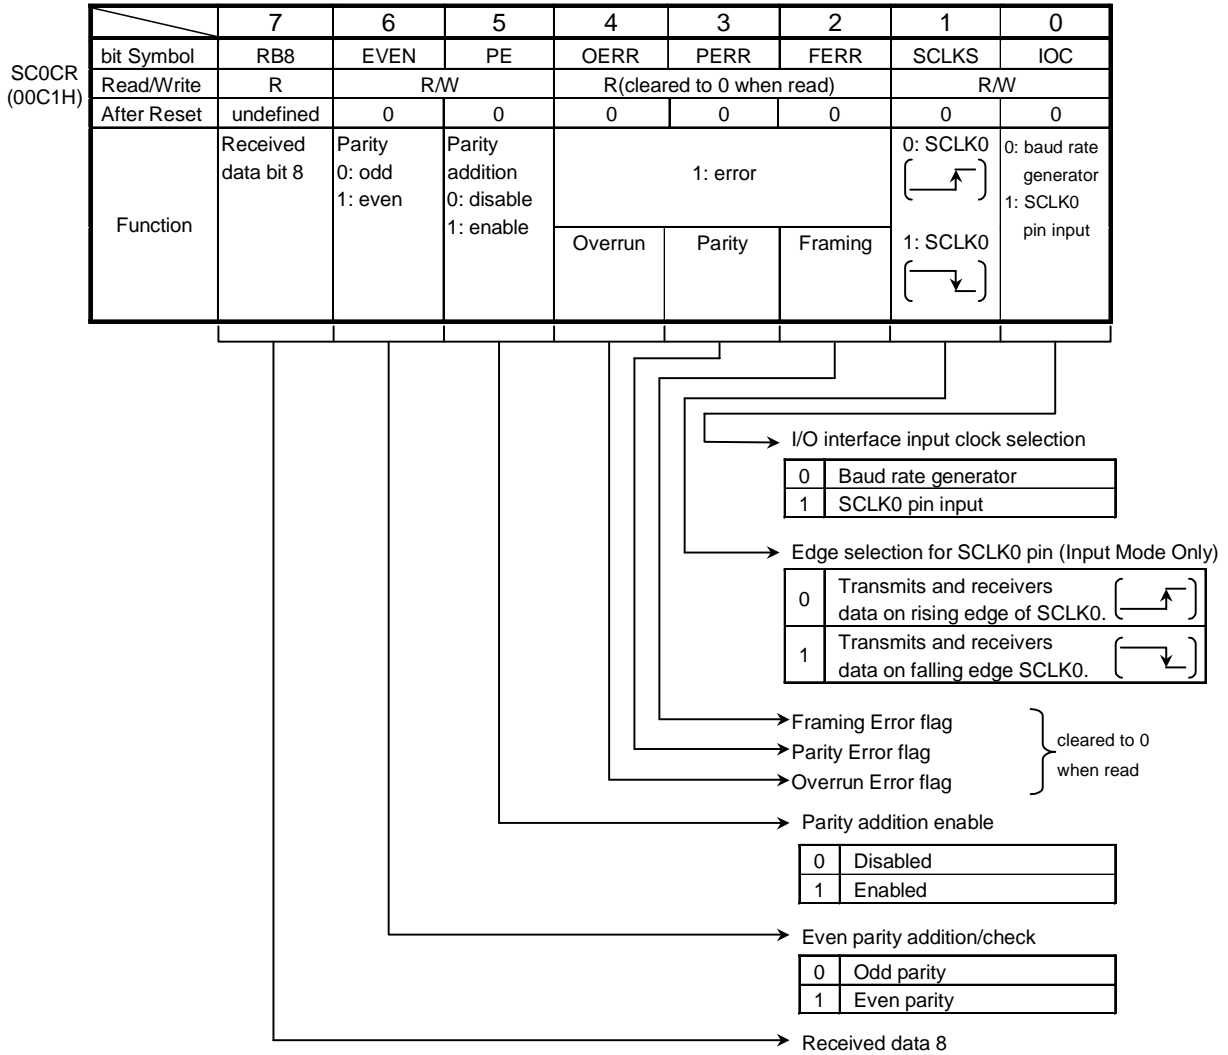 7 6 5 4 3 2 1 0
SC0CR
(00C1H)
bit Symbol RB8 EVEN PE OERR PERR FERR SCLKS IOC
Read/Write R R/W R(cleared to 0 when read) R/W
After Reset undefined 0 0 0 0 0 0 0
Function
Received
data bit 8
Parity
0: odd
1: even
Parity
addition
0: disable
1: enable
1: error
Overrun Parity Framing
0: SCLK0
1: SCLK0
0: baud rate
generator
1: SCLK0
pin input
I/O interface input clock selection
0 Baud rate generator
1 SCLK0 pin input
Edge selection for SCLK0 pin (Input Mode Only)
0 Transmits and receivers
data on rising edge of SCLK0.
1 Transmits and receivers
data on falling edge SCLK0.
Framing Error flag
Parity Error flag
Overrun Error flag
cleared to 0
when read
Parity addition enable
0 Disabled
1 Enabled
Even parity addition/check
0 Odd parity
1 Even parity
Received data 8